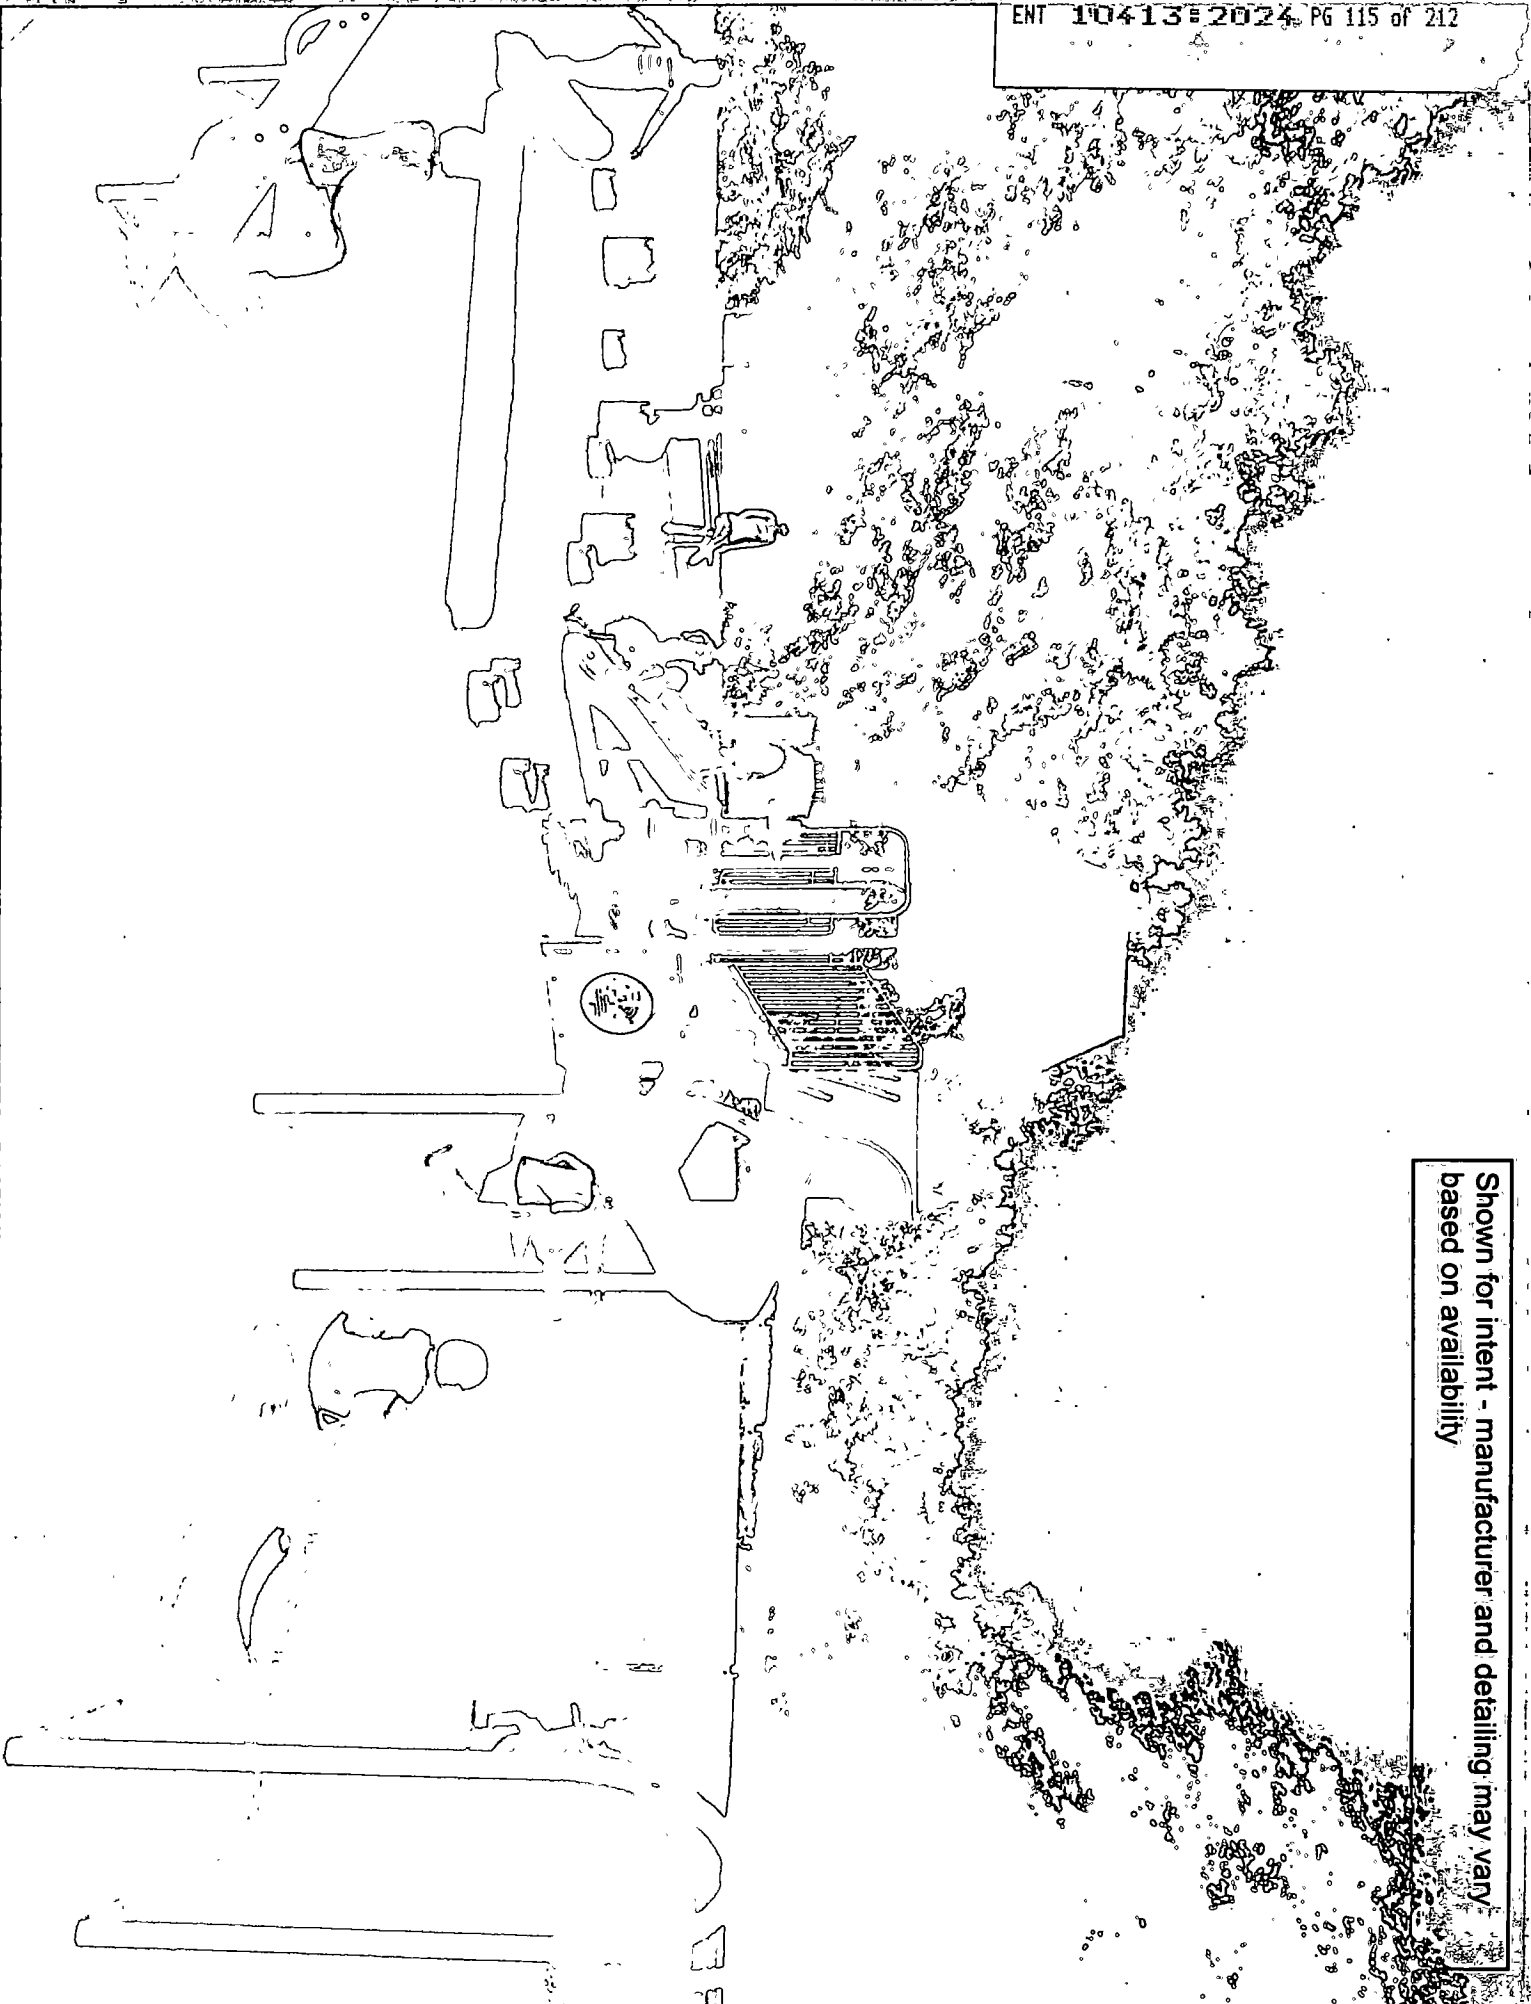 ENT 10413:2024 PG 115 of 212
Shown for intent - manufacturer and detailing may vary
based on availability